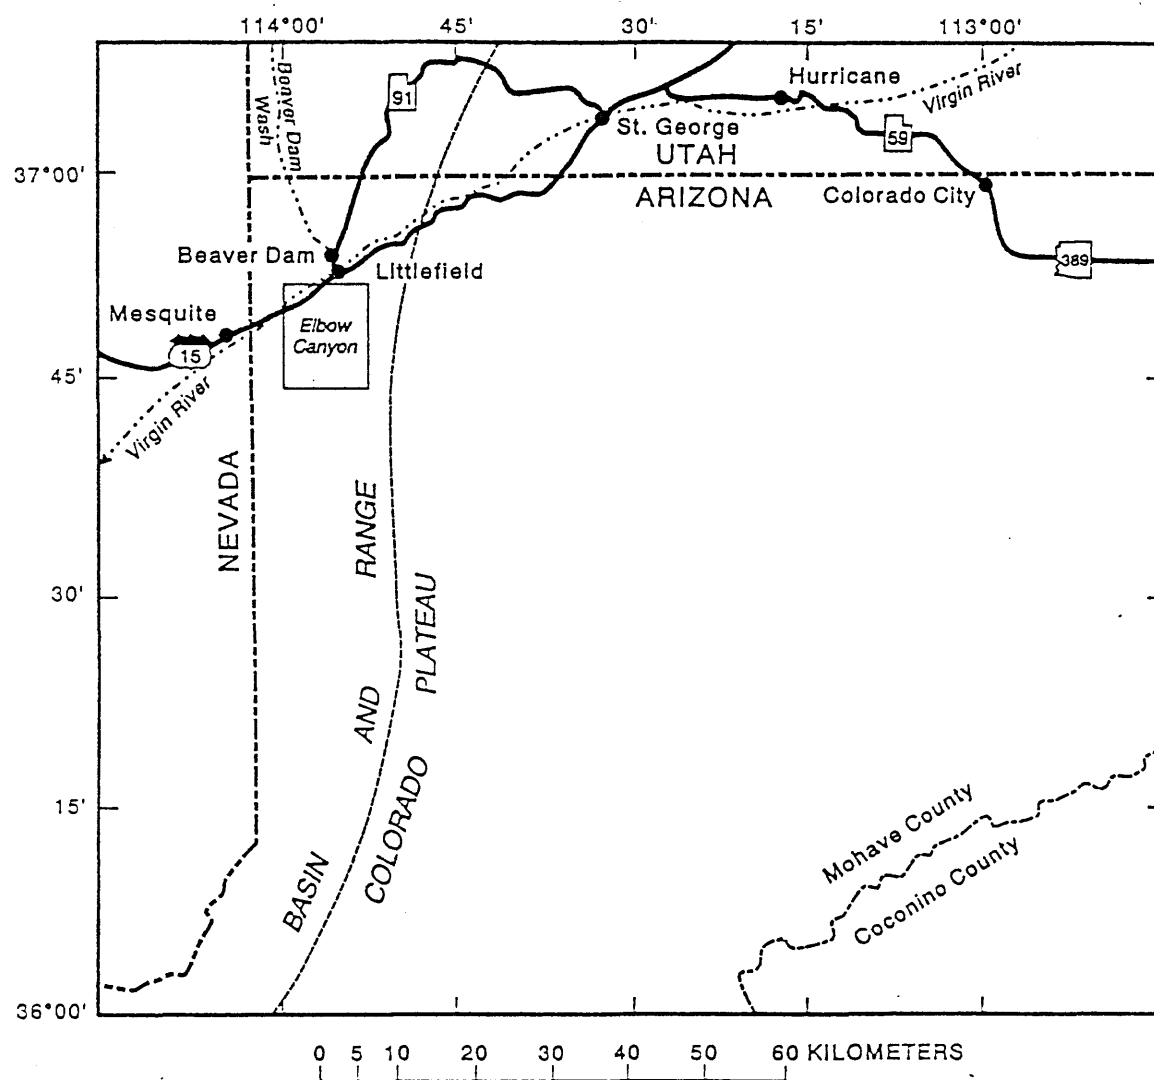 114°00' 45' 30' 15' 113°00'
Hurricane
Virgin River
91
Beaver Dam
Wash
St. George
59
UTAH
37°00'
ARIZONA
Colorado City
Beaver Dam
Littlefield
389
Mesquite
Elbow
Canyon
15
45'
Virgin River
NEVADA
RANGE
30'
PLATEAU
AND
15'
COLORADO
BASIN
Mohave County
Coconino County
36°00'
0 5 10 20 30 40 50 60 KILOMETERS